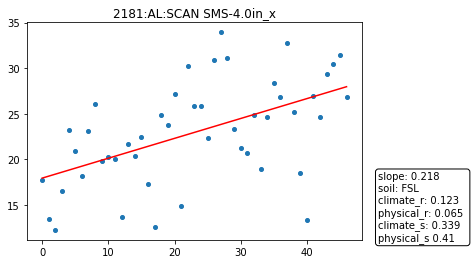 2181:AL:SCAN SMS-4.0in_x
35
30
25
20
15
0
10
20
30
40
slope: 0.218
soil: FSL
climate_r: 0.123
physical_r: 0.065
climate_s: 0.339
physical_s 0.41